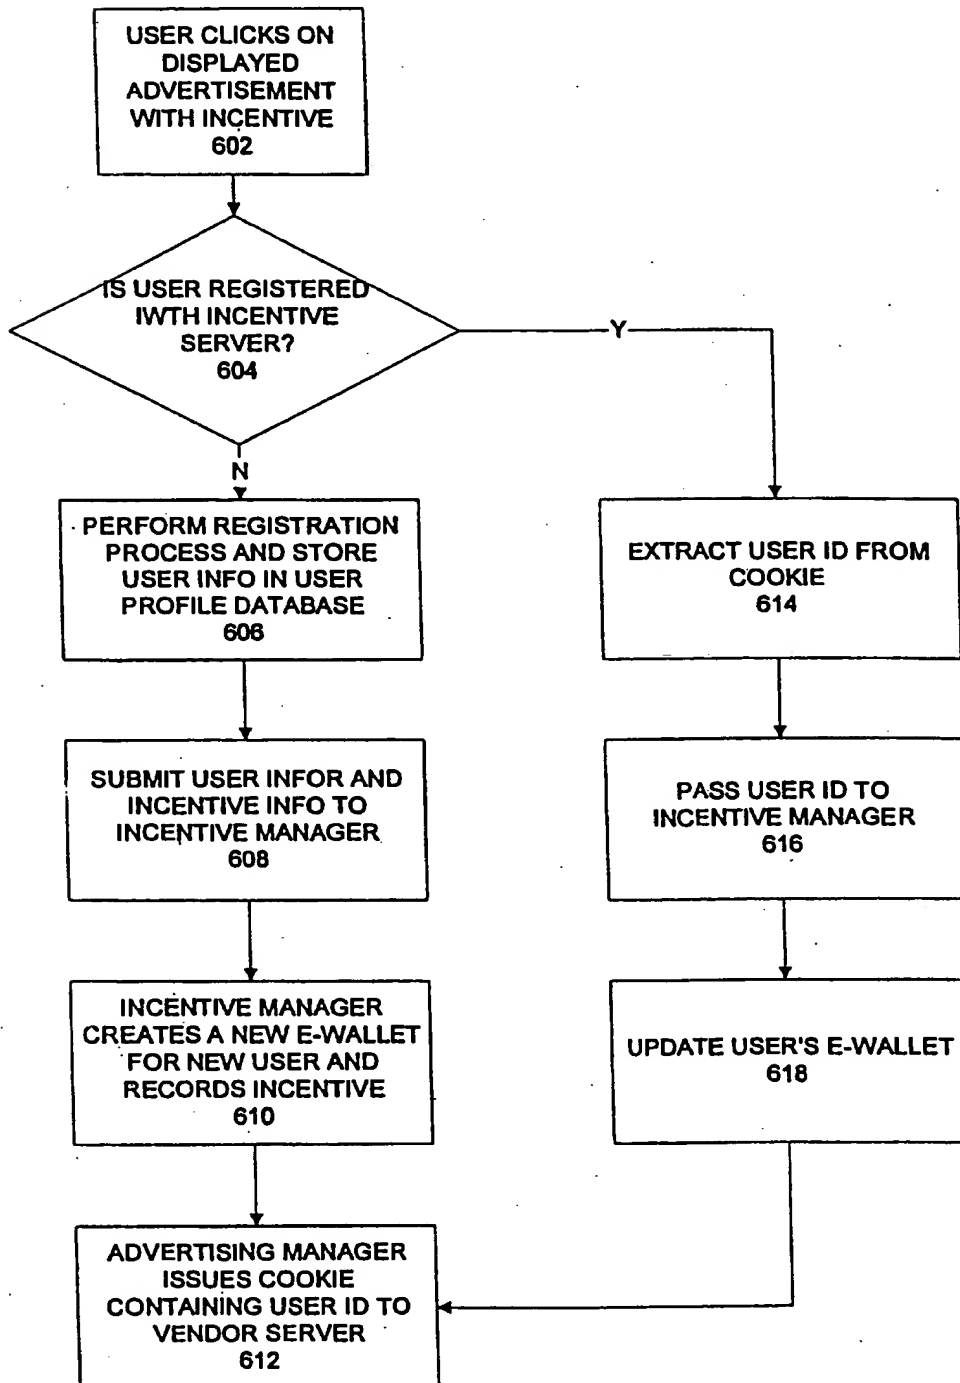 USER CLICKS ON
DISPLAYED
ADVERTISEMENT
WITH INCENTIVE
602
IS USER REGISTERED
IWTH INCENTIVE
SERVER?
604
Y
N
PERFORM REGISTRATION
PROCESS AND STORE
USER INFO IN USER
PROFILE DATABASE
606
EXTRACT USER ID FROM
COOKIE
614
SUBMIT USER INFOR AND
INCENTIVE INFO TO
INCENTIVE MANAGER
608
PASS USER ID TO
INCENTIVE MANAGER
616
INCENTIVE MANAGER
CREATES A NEW E-WALLET
FOR NEW USER AND
RECORDS INCENTIVE
610
UPDATE USER'S E-WALLET
618
ADVERTISING MANAGER
ISSUES COOKIE
CONTAINING USER ID TO
VENDOR SERVER
612